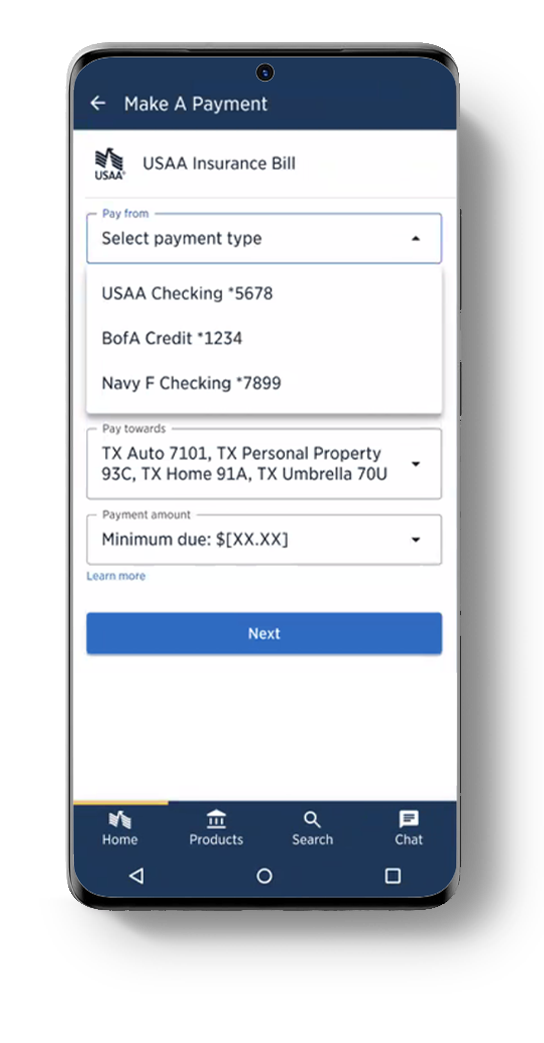 Make A Payment
USAA®
USAA Insurance Bill
Pay from
Select payment type
USAA Checking *5678
BofA Credit *1234
Navy F Checking *7899
Pay towards
TX Auto 7101, TX Personal Property
93C, TX Home 91A, TX Umbrella 70U
Payment amount
Minimum due: $[XX.XX]
Learn more
Next
Home
Products
Search
Chat